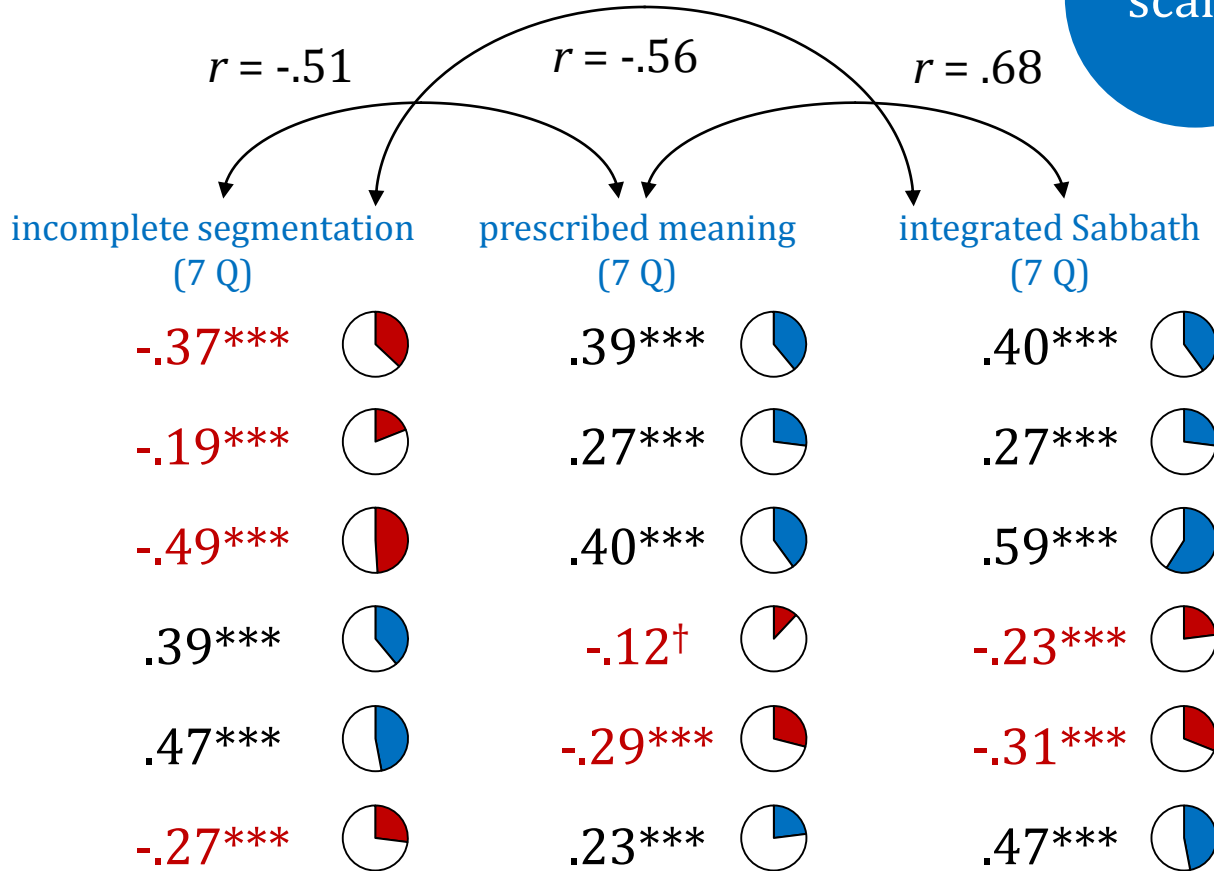 r = -.51
r = -.56
r = .68
incomplete segmentation
(7 Q)
prescribed meaning
(7 Q)
integrated Sabbath
(7 Q)
-.37*** .39*** .40***
-.19*** .27*** .27***
-.49*** .40*** .59***
.39*** -.12† -.23***
.47*** -.29*** -.31***
-.27*** .23*** .47***